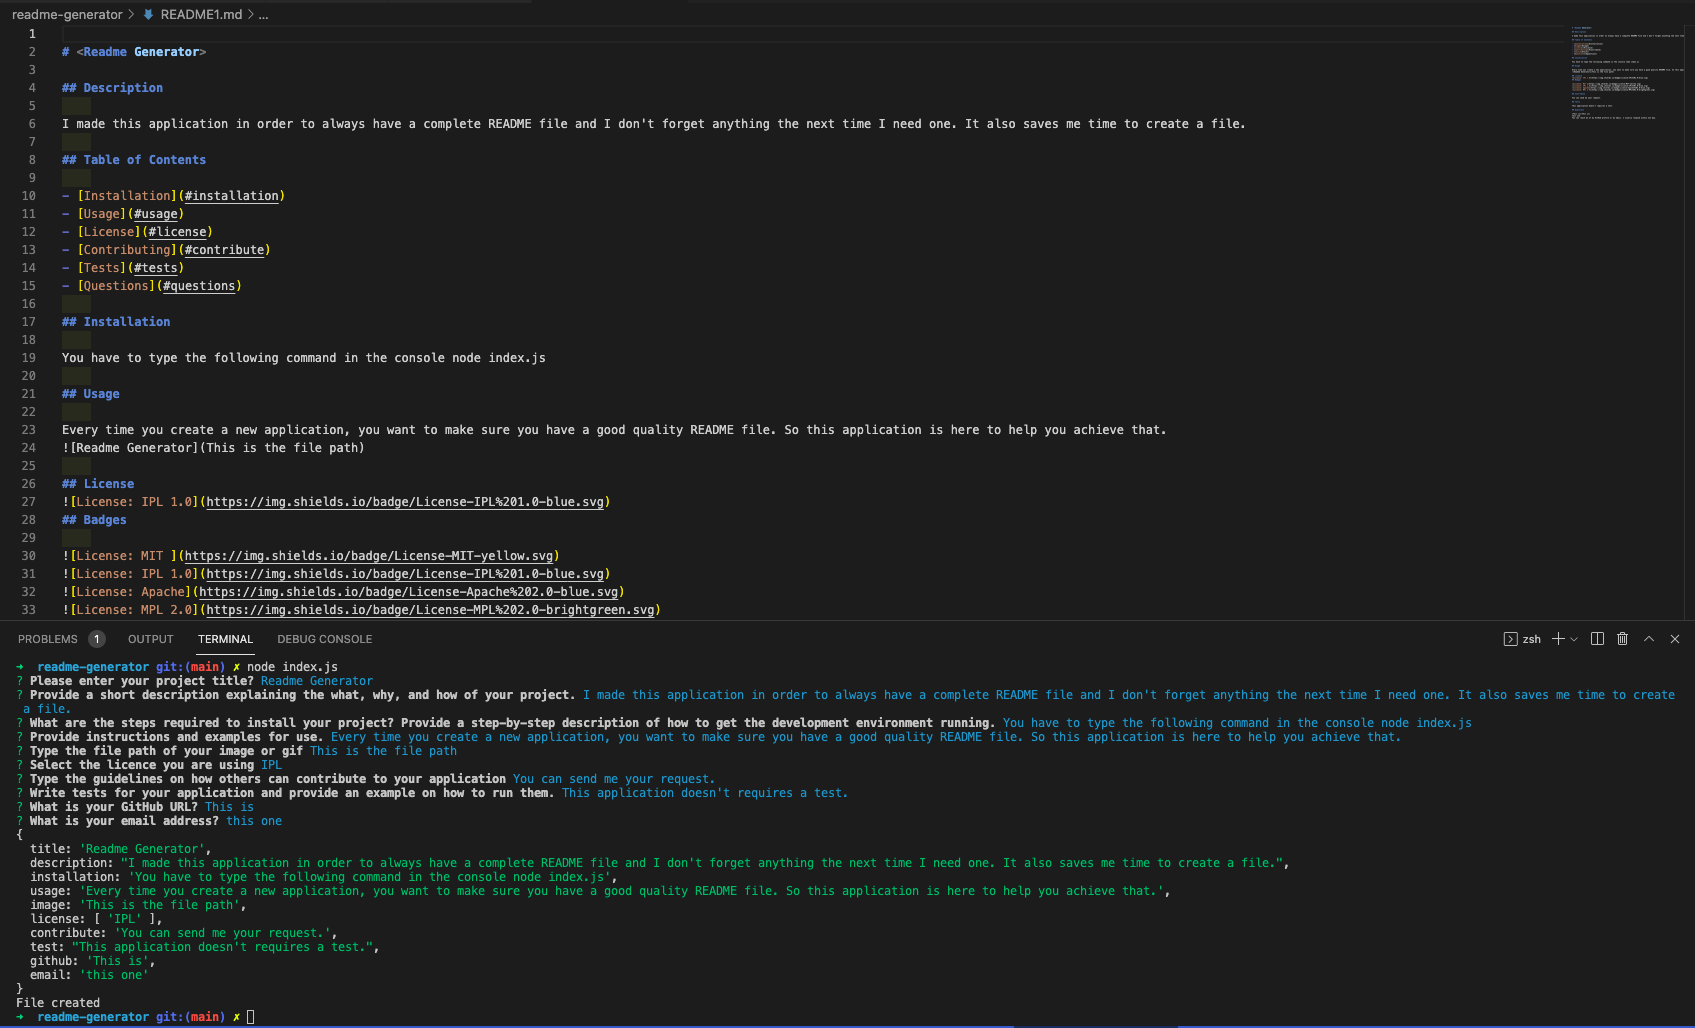 readme-generator > README1.md > ...
1
2 # <Readme Generator>
3
4 ## Description
5
6 I made this application in order to always have a complete README file and I don't forget anything the next time I need one. It also saves me time to create a file.
7
8 ## Table of Contents
9
10 - [Installation](#installation)
11 - [Usage](#usage)
12 - [License](#license)
13 - [Contributing](#contribute)
14 - [Tests](#tests)
15 - [Questions](#questions)
16
17 ## Installation
18
19 You have to type the following command in the console node index.js
20
21 ## Usage
22
23 Every time you create a new application, you want to make sure you have a good quality README file. So this application is here to help you achieve that.
24 ![Readme Generator](This is the file path)
25
26 ## License
27 ![License: IPL 1.0](https://img.shields.io/badge/License-IPL%201.0-blue.svg)
28 ## Badges
29
30 ![License: MIT ](https://img.shields.io/badge/License-MIT-yellow.svg)
31 ![License: IPL 1.0](https://img.shields.io/badge/License-IPL%201.0-blue.svg)
32 ![License: Apache](https://img.shields.io/badge/License-Apache%202.0-blue.svg)
33 ![License: MPL 2.0](https://img.shields.io/badge/License-MPL%202.0-brightgreen.svg)
PROBLEMS 1 OUTPUT TERMINAL DEBUG CONSOLE zsh
→ readme-generator git:(main) ✗ node index.js
? Please enter your project title? Readme Generator
? Provide a short description explaining the what, why, and how of your project. I made this application in order to always have a complete README file and I don't forget anything the next time I need one. It also saves me time to create
a file.
? What are the steps required to install your project? Provide a step-by-step description of how to get the development environment running. You have to type the following command in the console node index.js
? Provide instructions and examples for use. Every time you create a new application, you want to make sure you have a good quality README file. So this application is here to help you achieve that.
? Type the file path of your image or gif This is the file path
? Select the licence you are using IPL
? Type the guidelines on how others can contribute to your application You can send me your request.
? Write tests for your application and provide an example on how to run them. This application doesn't requires a test.
? What is your GitHub URL? This is
? What is your email address? this one
{
title: 'Readme Generator',
description: "I made this application in order to always have a complete README file and I don't forget anything the next time I need one. It also saves me time to create a file.",
installation: 'You have to type the following command in the console node index.js',
usage: 'Every time you create a new application, you want to make sure you have a good quality README file. So this application is here to help you achieve that.',
image: 'This is the file path',
license: [ 'IPL' ],
contribute: 'You can send me your request.',
test: "This application doesn't requires a test.",
github: 'This is',
email: 'this one'
}
File created
→ readme-generator git:(main) ✗